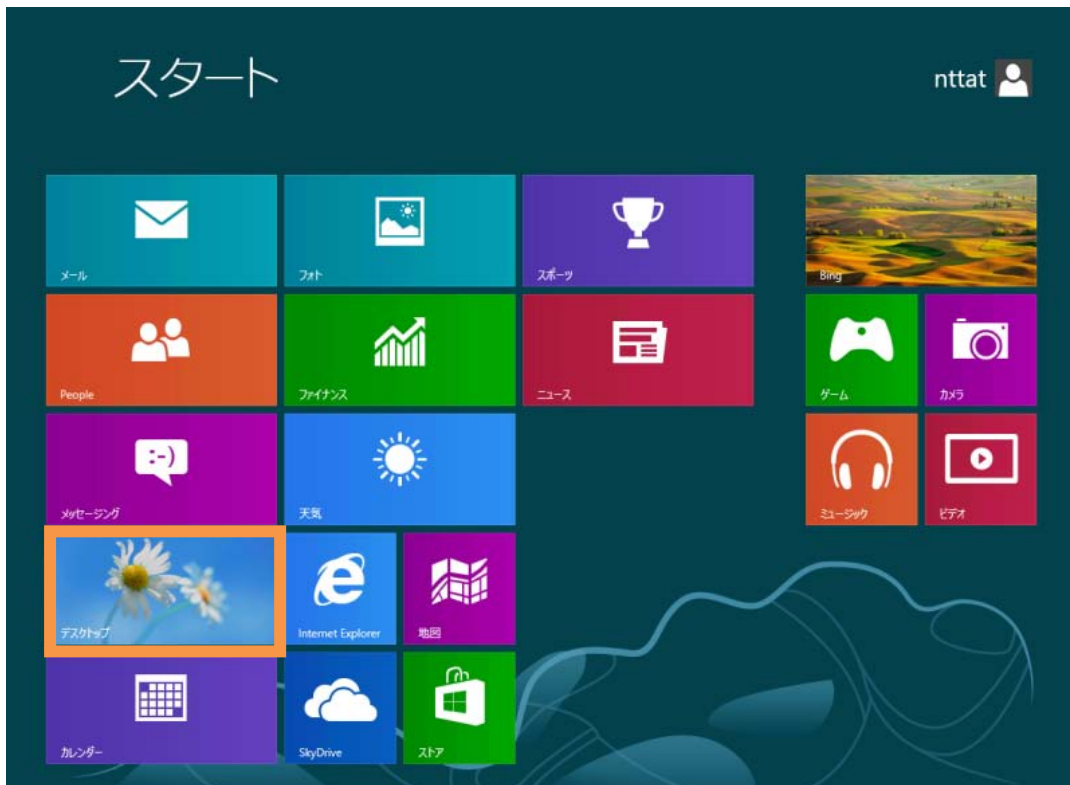 スタート
nttat
メール
フォト
スポーツ
Bing
People
ファイナンス
ニュース
ゲーム
カメラ
メッセージング
:-)
天気
ミュージック
ビデオ
デスクトップ
Internet Explorer
地図
カレンダー
SkyDrive
ストア